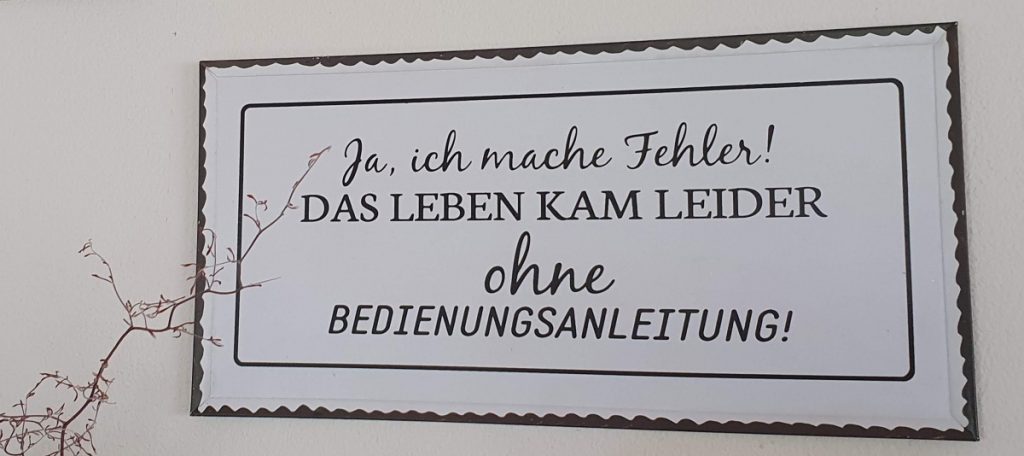 Ja, ich mache Fehler!
DAS LEBEN KAM LEIDER
ohne
BEDIENUNGSANLEITUNG!